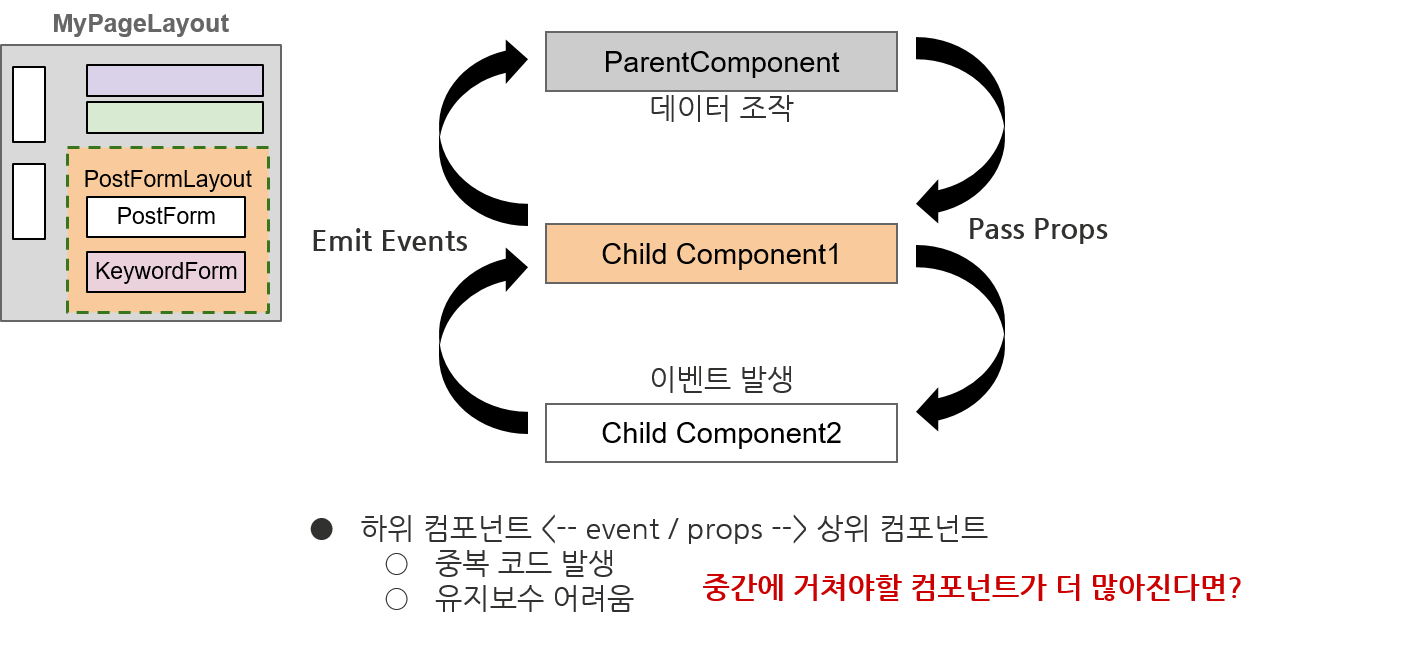 MyPageLayout
PostFormLayout
PostForm
KeywordForm
ParentComponent
데이터 조작
Emit Events
Pass Props
Child Component1
이벤트 발생
Child Component2
● 하위 컴포넌트 <-- event / props --> 상위 컴포넌트
○ 중복 코드 발생
○ 유지보수 어려움
중간에 거쳐야할 컴포넌트가 더 많아진다면?